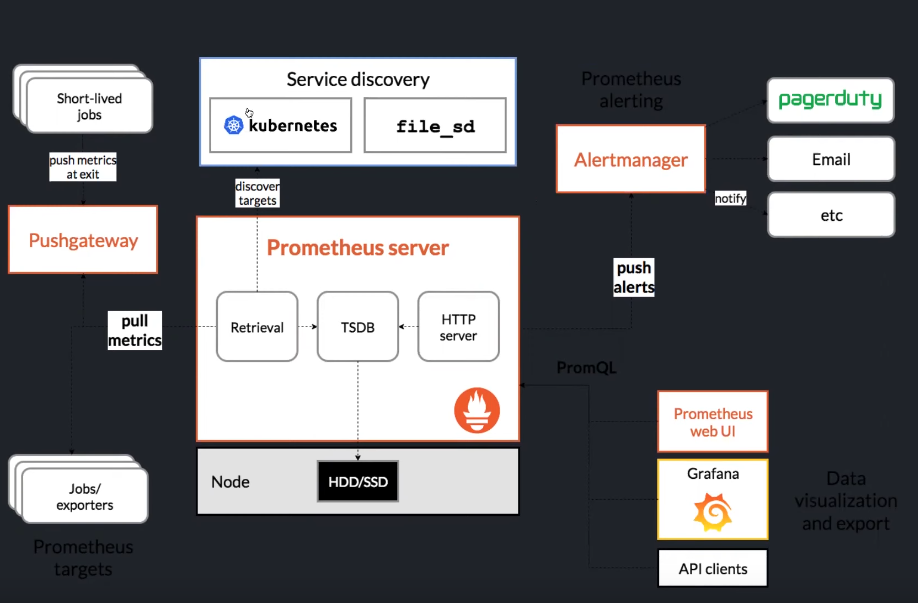 Short-lived
jobs
push metrics
at exit
Pushgateway
Service discovery
kubernetes
file_sd
discover
targets
Prometheus
alerting
Alertmanager
pagerduty
Email
etc
notify
Prometheus server
Retrieval
TSDB
HTTP
server
pull
metrics
push
alerts
PromQL
Node
HDD/SSD
Jobs/
exporters
Prometheus
targets
Prometheus
web UI
Grafana
API clients
Data
visualization
and export